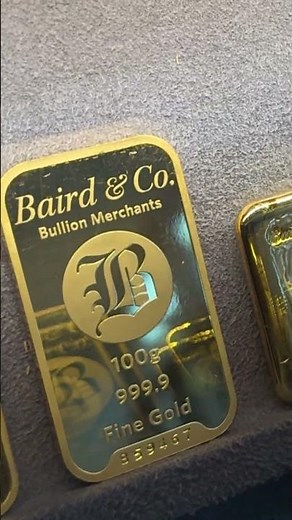 Baird & Co.
Bullion Merchants
B
100g
999.9
Fine Gold